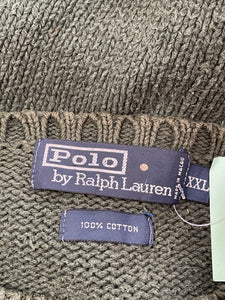 Polo
by Ralph Lauren
XXL
100% COTTON